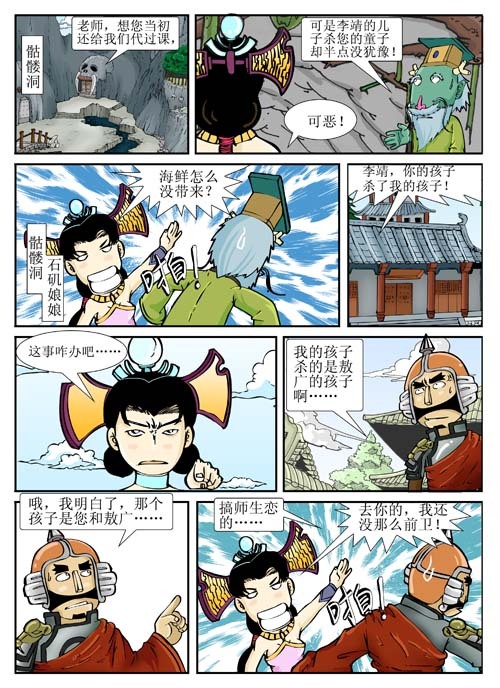 骷髅洞
老师，想您当初
还给我们代过课，
可是李靖的儿
子杀您的童子
却半点没犹豫！
可恶！
海鲜怎么
没带来？
骷髅洞
石矶娘娘
啪！
李靖，你的孩子
杀了我的孩子！
这事咋办吧……
我的孩子
杀的是敖
广的孩子
啊……
哦，我明白了，那个
孩子是您和敖广……
搞师生恋
的……
去你的，我还
没那么前卫！
啪！